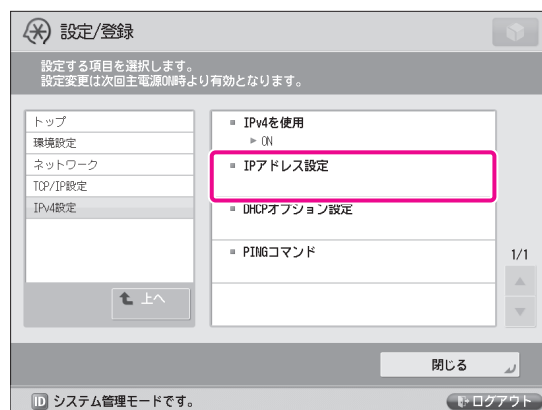 設定/登録
設定する項目を選択します。
設定変更は次回主電源ON時より有効となります。
トップ
環境設定
ネットワーク
TCP/IP設定
IPv4設定
上へ
IPv4を使用
ON
IPアドレス設定
DHCPオプション設定
PINGコマンド
1/1
閉じる
ID システム管理モードです。
ログアウト